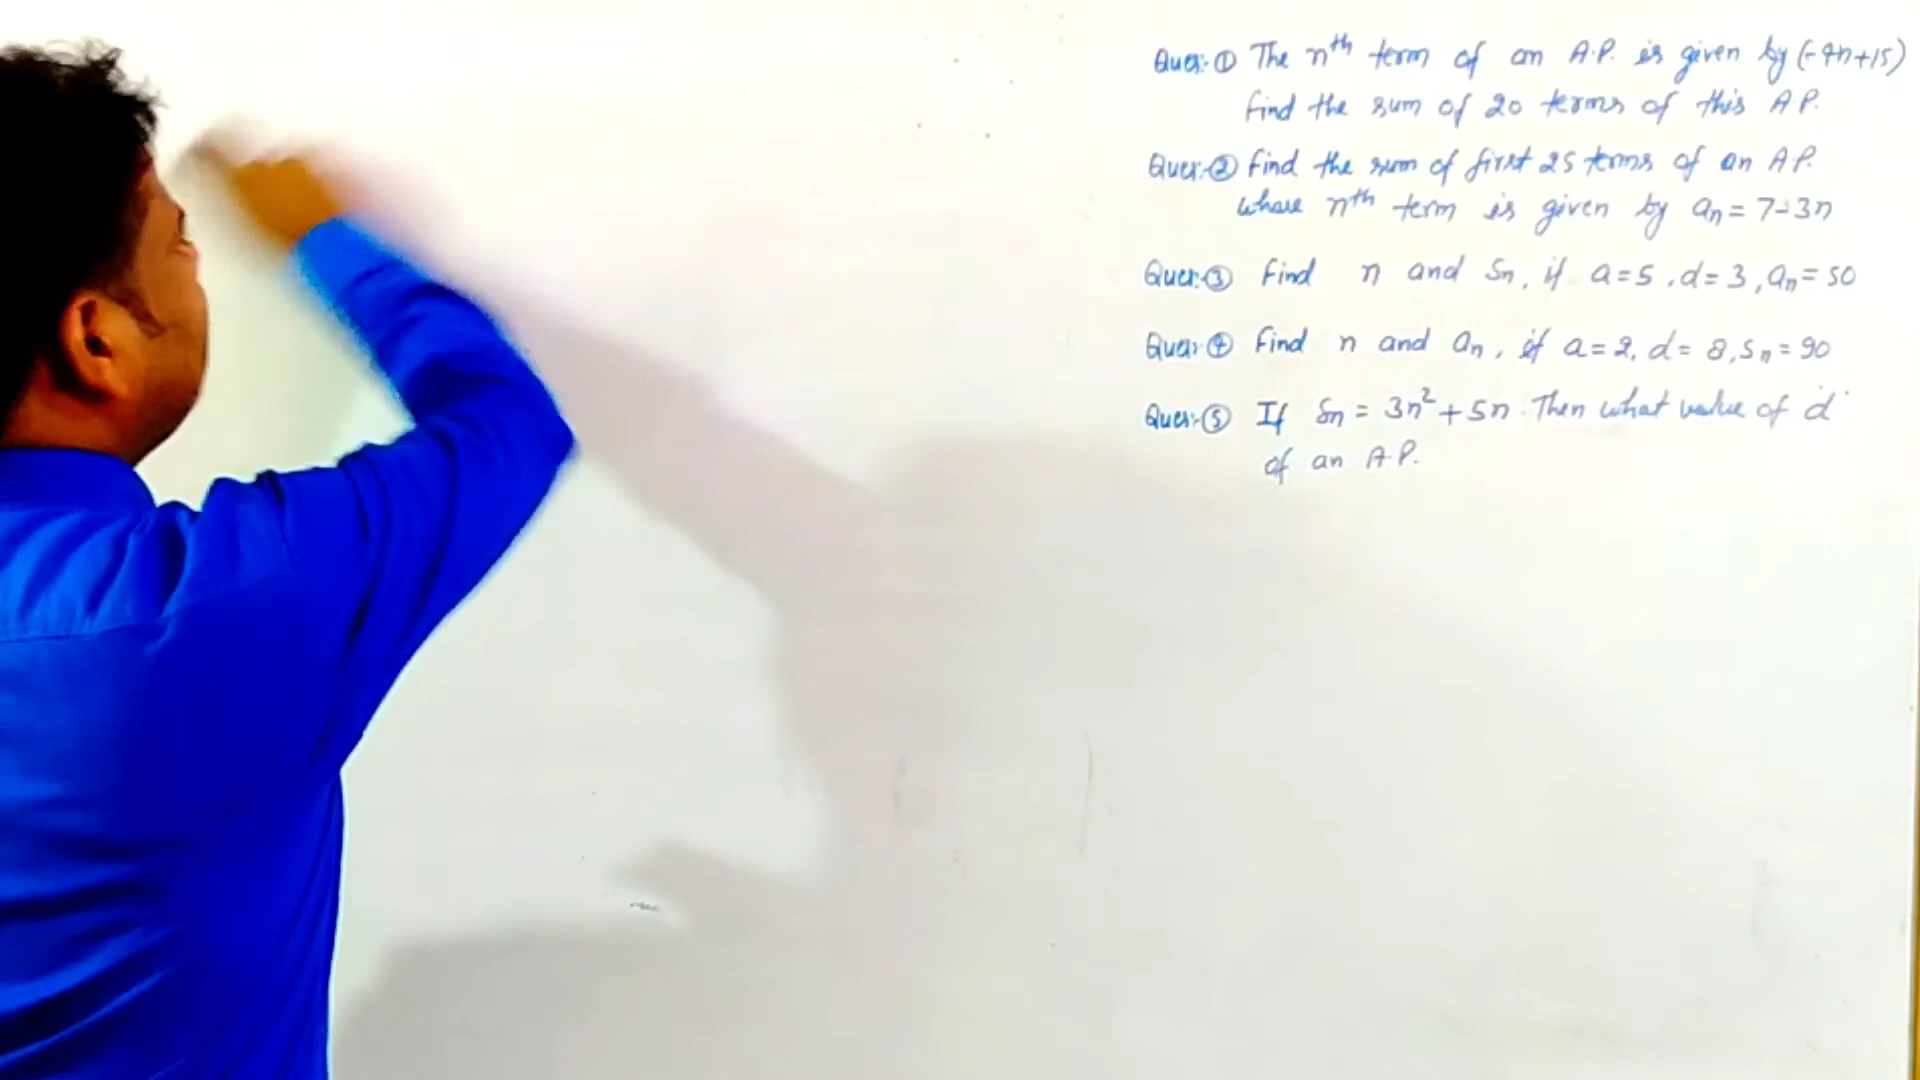 Ques:-① The nth term of an A.P. is given by (-4n+15)
Find the sum of 20 terms of this A.P.
Ques:-② Find the sum of first 25 terms of an A.P.
whose nth term is given by an = 7-3n
Ques:-③ Find n and Sn, if a=5, d=3, an=50
Ques:-④ Find n and an, if a=2, d=8, Sn=90
Ques:-⑤ If Sn = 3n²+5n. Then what value of 'd'
of an A.P.